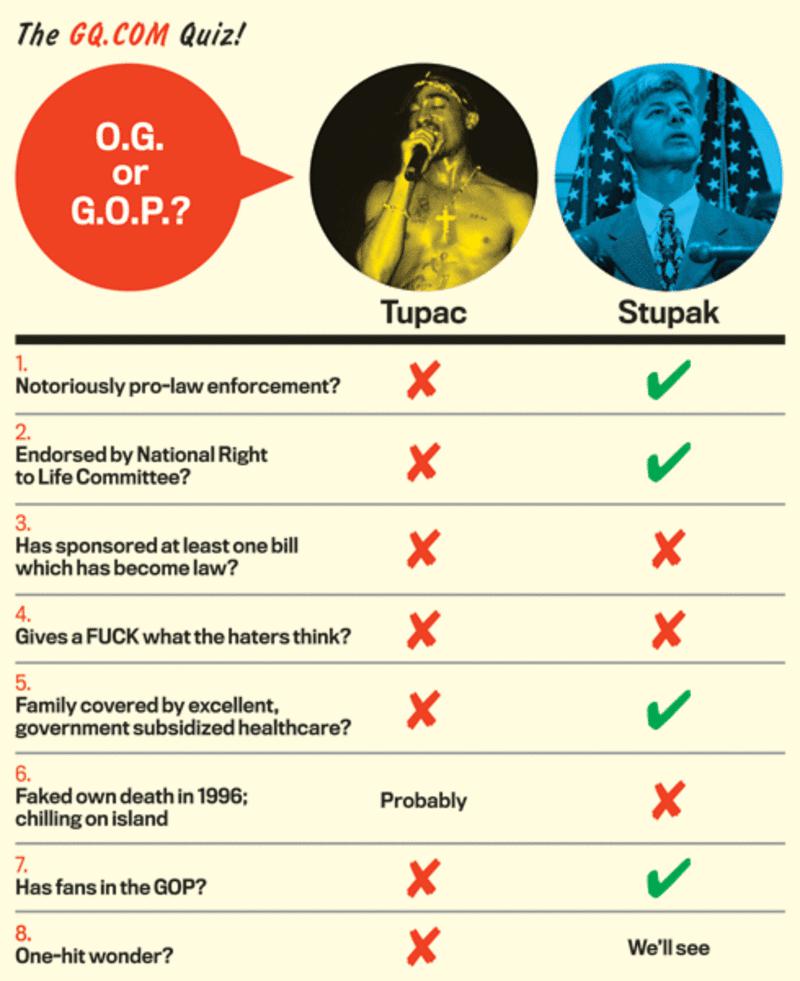 The GQ.COM Quiz!
O.G.
or
G.O.P.?
Tupac
Stupak
1.
Notoriously pro-law enforcement? ✘ ✔
2.
Endorsed by National Right
to Life Committee? ✘ ✔
3.
Has sponsored at least one bill
which has become law? ✘ ✘
4.
Gives a FUCK what the haters think? ✘ ✘
5.
Family covered by excellent,
government subsidized healthcare? ✘ ✔
6.
Faked own death in 1996;
chilling on island
Probably ✘
7.
Has fans in the GOP? ✘ ✔
8.
One-hit wonder? ✘ We'll see